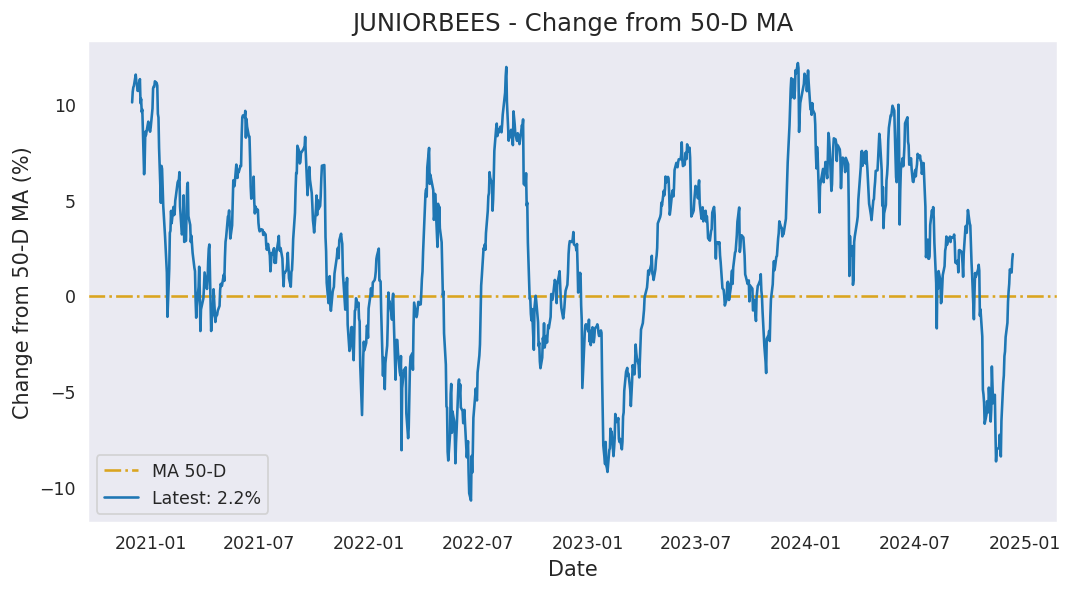 JUNIORBEES - Change from 50-D MA
Change from 50-D MA (%)
10
5
0
−5
−10
MA 50-D
Latest: 2.2%
2021-01 2021-07 2022-01 2022-07 2023-01 2023-07 2024-01 2024-07 2025-01
Date